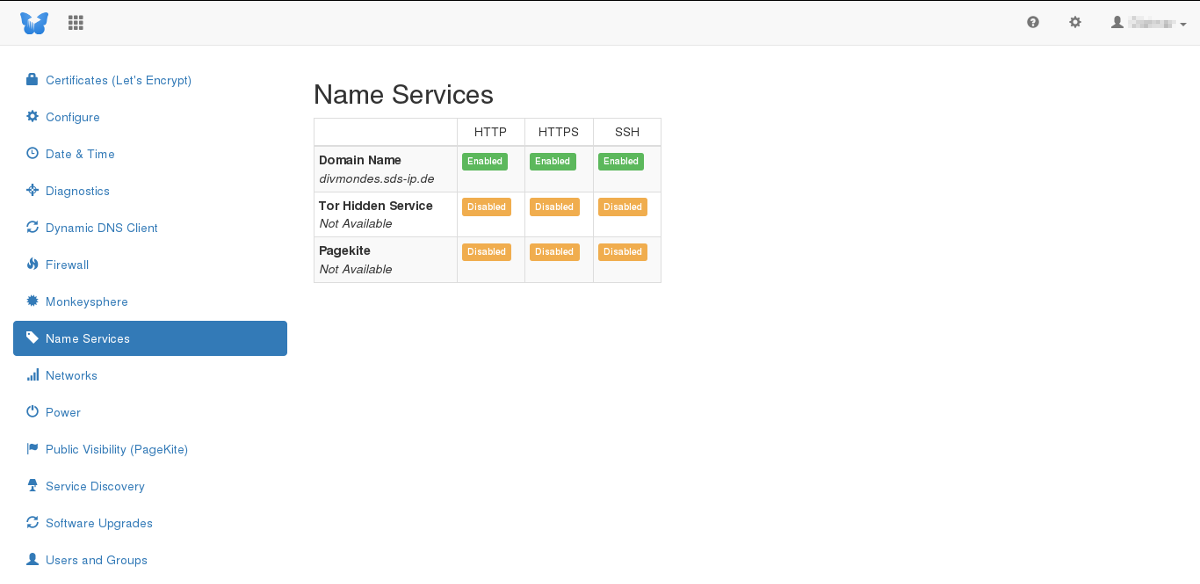 Certificates (Let's Encrypt)
Configure
Date & Time
Diagnostics
Dynamic DNS Client
Firewall
Monkeysphere
Name Services
Networks
Power
Public Visibility (PageKite)
Service Discovery
Software Upgrades
Users and Groups
Name Services
HTTP HTTPS SSH
Domain Name Enabled Enabled Enabled
divmondes.sds-ip.de
Tor Hidden Service Disabled Disabled Disabled
Not Available
Pagekite Disabled Disabled Disabled
Not Available